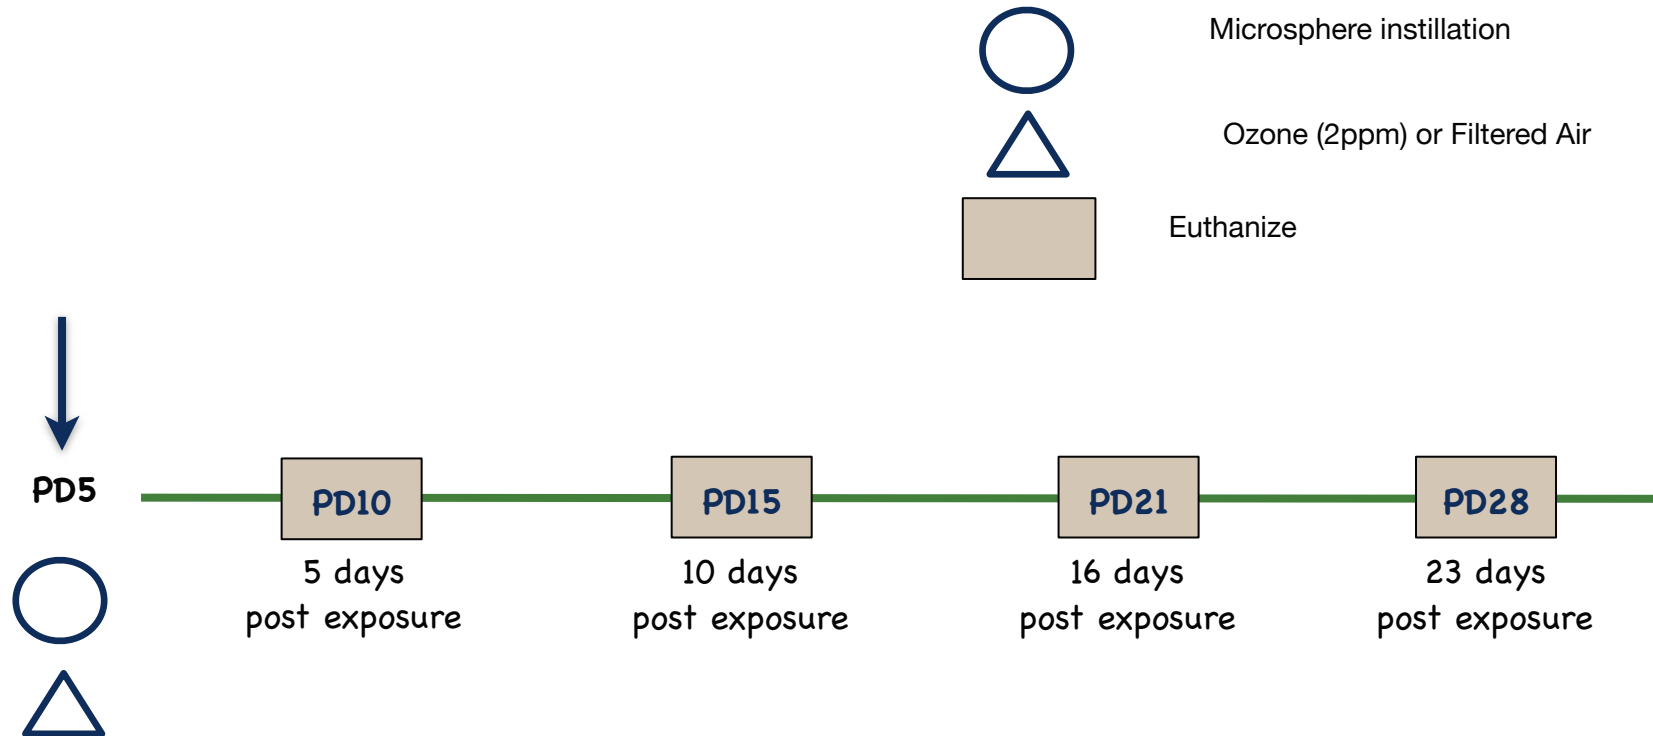 Microsphere instillation
Ozone (2ppm) or Filtered Air
Euthanize
PD5
PD10
PD15
PD21
PD28
5 days
post exposure
10 days
post exposure
16 days
post exposure
23 days
post exposure